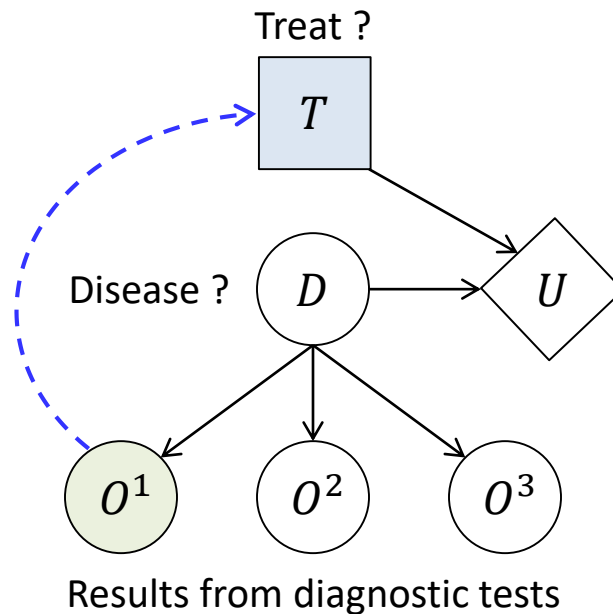 Treat ?
T
Disease ?
D
U
O¹
O²
O³
Results from diagnostic tests